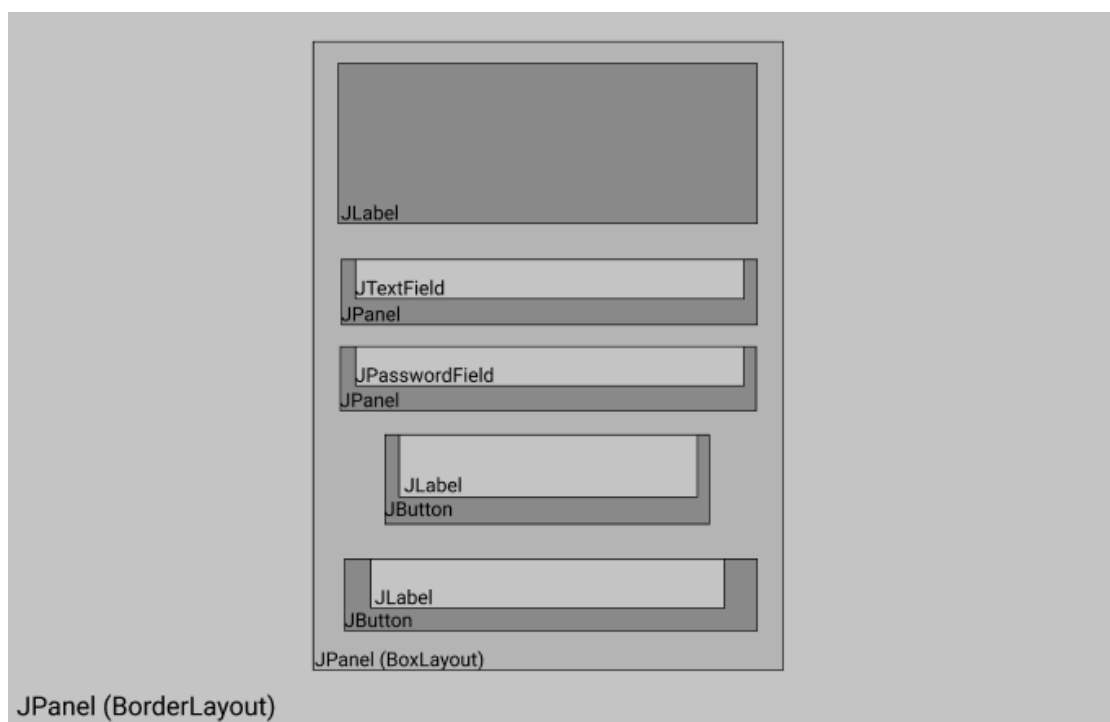 JLabel
JTextField
JPanel
JPasswordField
JPanel
JLabel
JButton
JLabel
JButton
JPanel (BoxLayout)
JPanel (BorderLayout)